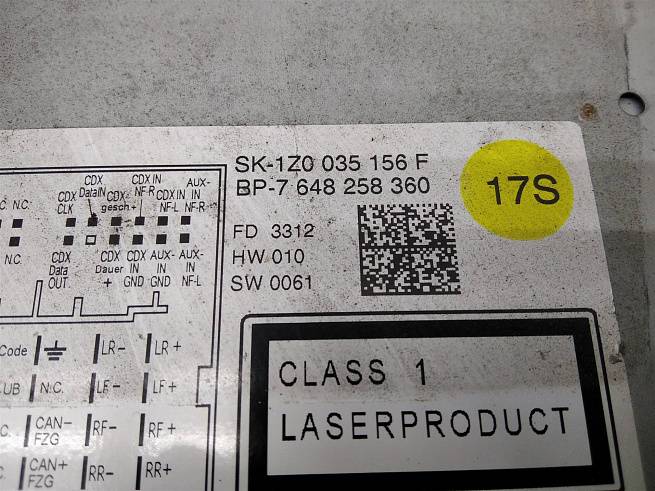 SK-1Z0 035 156 F
BP-7 648 258 360
17S
FD 3312
HW 010
SW 0061
CDX IN
CDX
DataIN
NF-R
AUX-
IN
NF-R
CDX
CLK
CDX
gesch +
CDX IN
NF-L
N.C.
N.C.
CDX
Data
OUT
CDX
Dauer
+
CDX
IN
GND
AUX-
IN
GND
AUX-
IN
NF-L
Code
LR-
LR +
UB
N.C.
LF-
LF+
C.
CAN-
FZG
RF-
RF+
C.
CAN+
FZG
RR-
RR+
CLASS 1
LASERPRODUCT